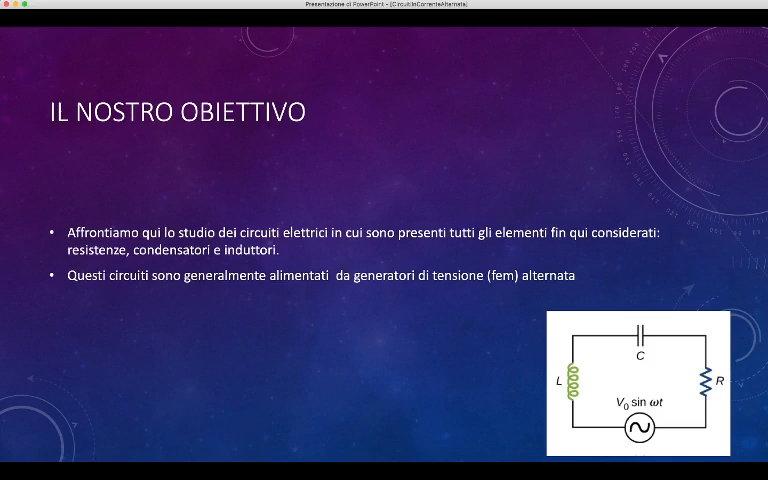 Presentazione di PowerPoint - [CircuitiInCorrenteAlternata]
IL NOSTRO OBIETTIVO
• Affrontiamo qui lo studio dei circuiti elettrici in cui sono presenti tutti gli elementi fin qui considerati:
resistenze, condensatori e induttori.
• Questi circuiti sono generalmente alimentati da generatori di tensione (fem) alternata
C
L
R
V₀ sin ωt